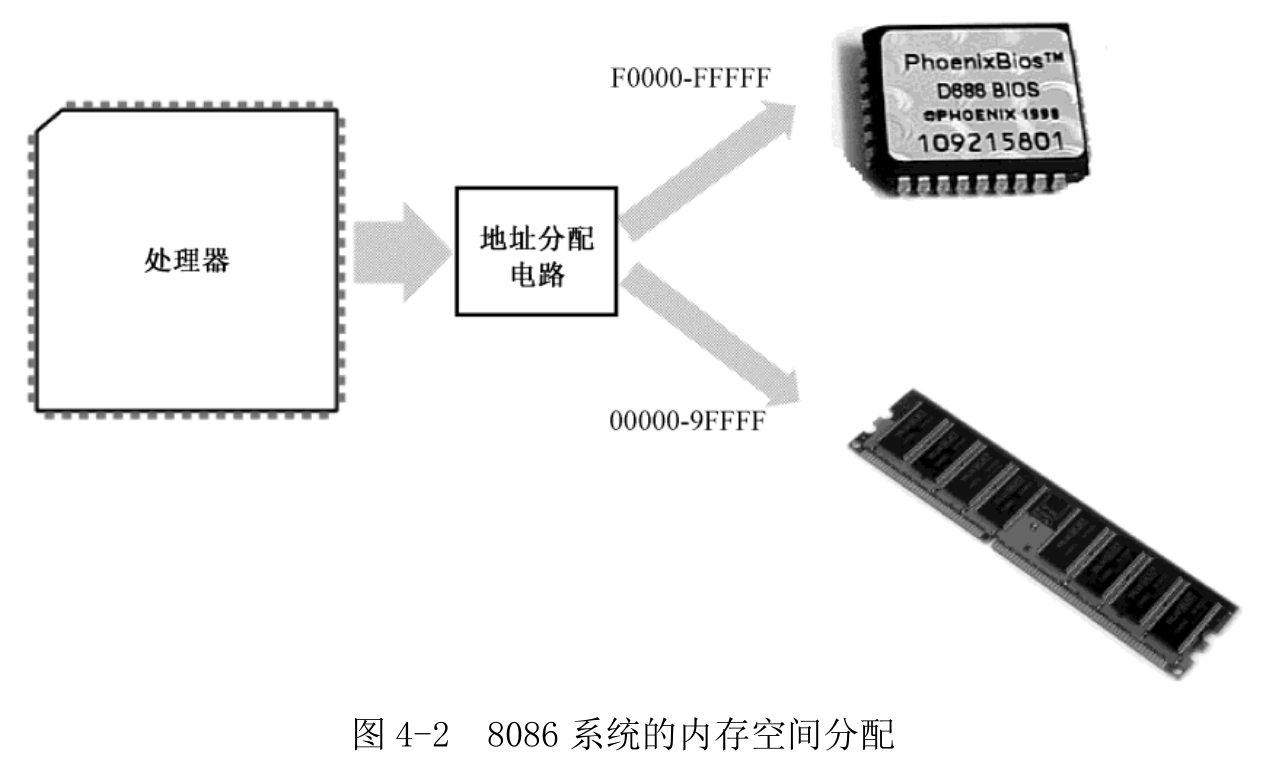 F0000-FFFFF
PhoenixBios™
D686 BIOS
©PHOENIX 1998
109215801
处理器
地址分配
电路
00000-9FFFF
图 4-2 8086 系统的内存空间分配